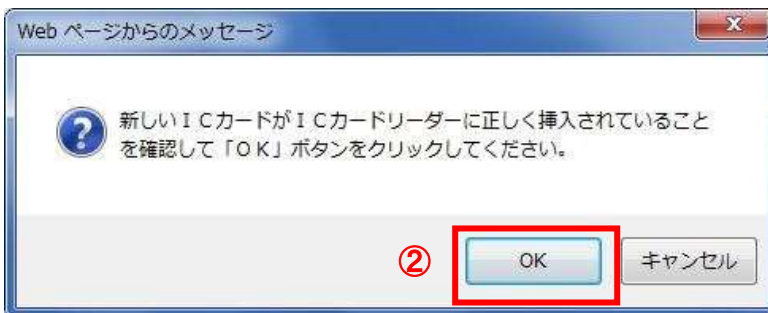 Web ページからのメッセージ
x
新しいＩＣカードがＩＣカードリーダーに正しく挿入されていること
を確認して「ＯＫ」ボタンをクリックしてください。
② OK キャンセル